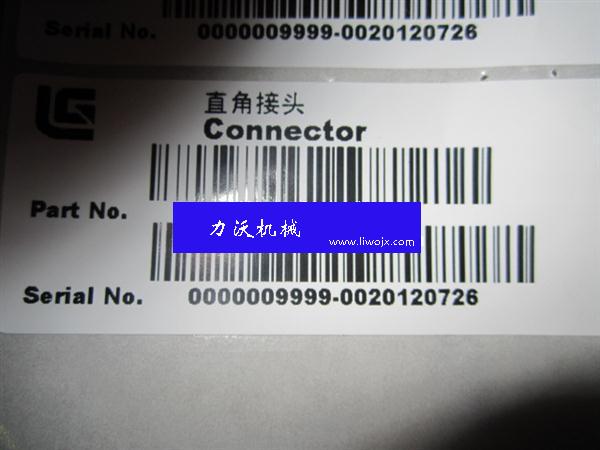 Serial No. 0000009999-0020120726
LG
直角接头
Connector
Part No.
力沃机械
www.liwojx.com
Serial No. 0000009999-0020120726